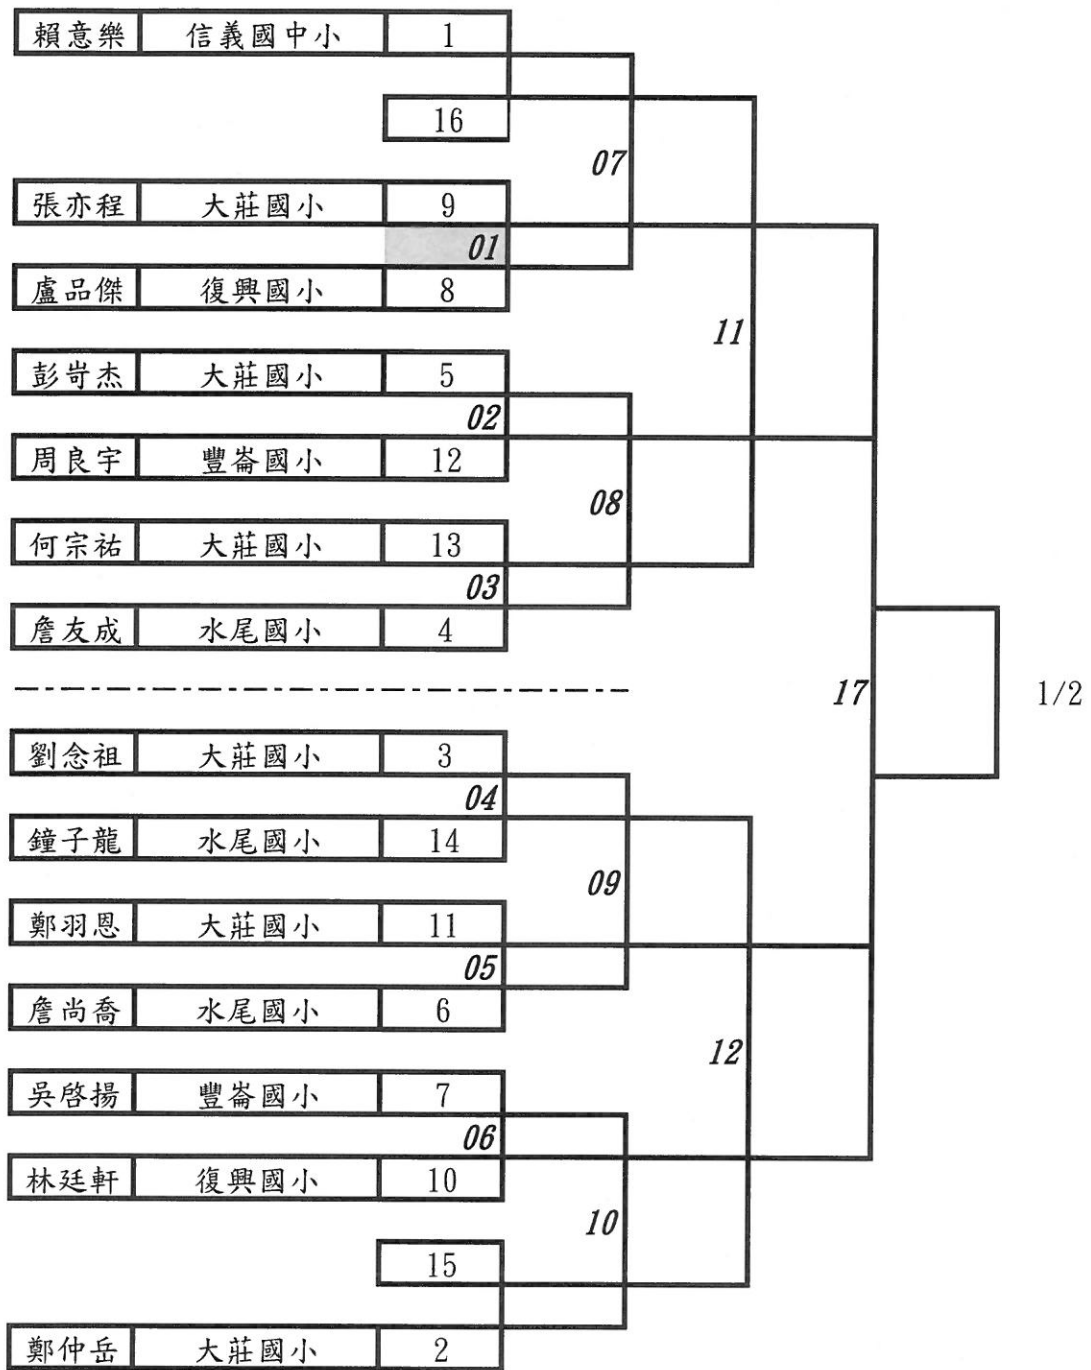 賴意樂 信義國中小 1
16
07
張亦程 大莊國小 9
01
盧品傑 復興國小 8
11
彭岢杰 大莊國小 5
02
周良宇 豐崙國小 12
08
何宗祐 大莊國小 13
03
詹友成 水尾國小 4
17 1/2
劉念祖 大莊國小 3
04
鐘子龍 水尾國小 14
09
鄭羽恩 大莊國小 11
05
詹尚喬 水尾國小 6
12
吳啓揚 豐崙國小 7
06
林廷軒 復興國小 10
10
15
鄭仲岳 大莊國小 2